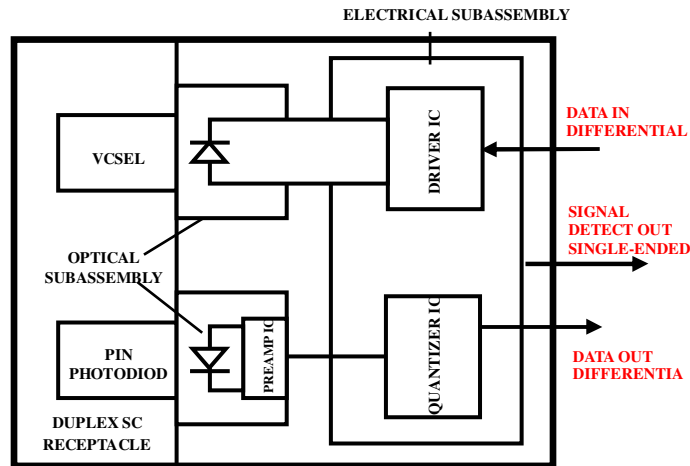 ELECTRICAL SUBASSEMBLY
DATA IN
DIFFERENTIAL
DRIVER IC
VCSEL
SIGNAL
DETECT OUT
SINGLE-ENDED
OPTICAL
SUBASSEMBLY
QUANTIZER IC
PREAMP IC
PIN
PHOTODIOD
DATA OUT
DIFFERENTIA
DUPLEX SC
RECEPTACLE